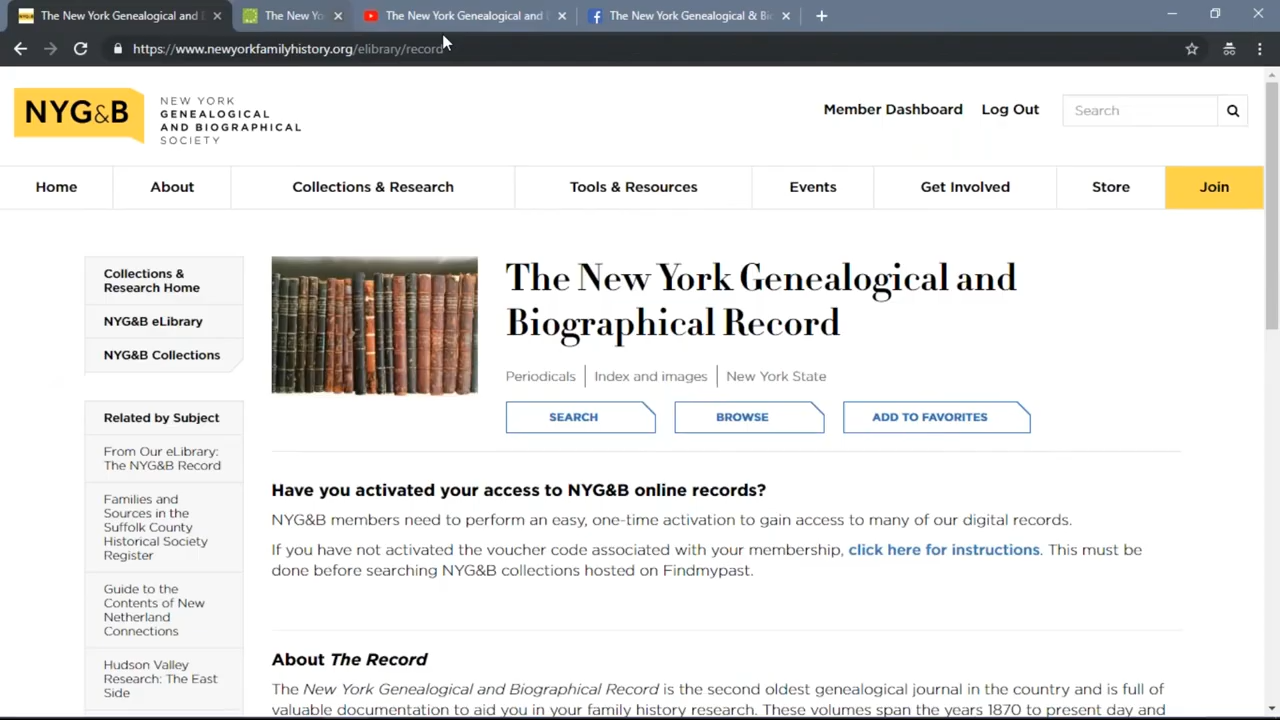 The New York Genealogical and
The New Yo
The New York Genealogical and
The New York Genealogical & Bi
https://www.newyorkfamilyhistory.org/elibrary/record
NYG&B
NEW YORK
GENEALOGICAL
AND BIOGRAPHICAL
SOCIETY
Member Dashboard
Log Out
Search
Home
About
Collections & Research
Tools & Resources
Events
Get Involved
Store
Join
Collections &
Research Home
NYG&B eLibrary
NYG&B Collections
Related by Subject
From Our eLibrary:
The NYG&B Record
Families and
Sources in the
Suffolk County
Historical Society
Register
Guide to the
Contents of New
Netherland
Connections
Hudson Valley
Research: The East
Side
The New York Genealogical and
Biographical Record
Periodicals
Index and images
New York State
SEARCH
BROWSE
ADD TO FAVORITES
Have you activated your access to NYG&B online records?
NYG&B members need to perform an easy, one-time activation to gain access to many of our digital records.
If you have not activated the voucher code associated with your membership, click here for instructions. This must be
done before searching NYG&B collections hosted on Findmypast.
About The Record
The New York Genealogical and Biographical Record is the second oldest genealogical journal in the country and is full of
valuable documentation to aid you in your family history research. These volumes span the years 1870 to present day and